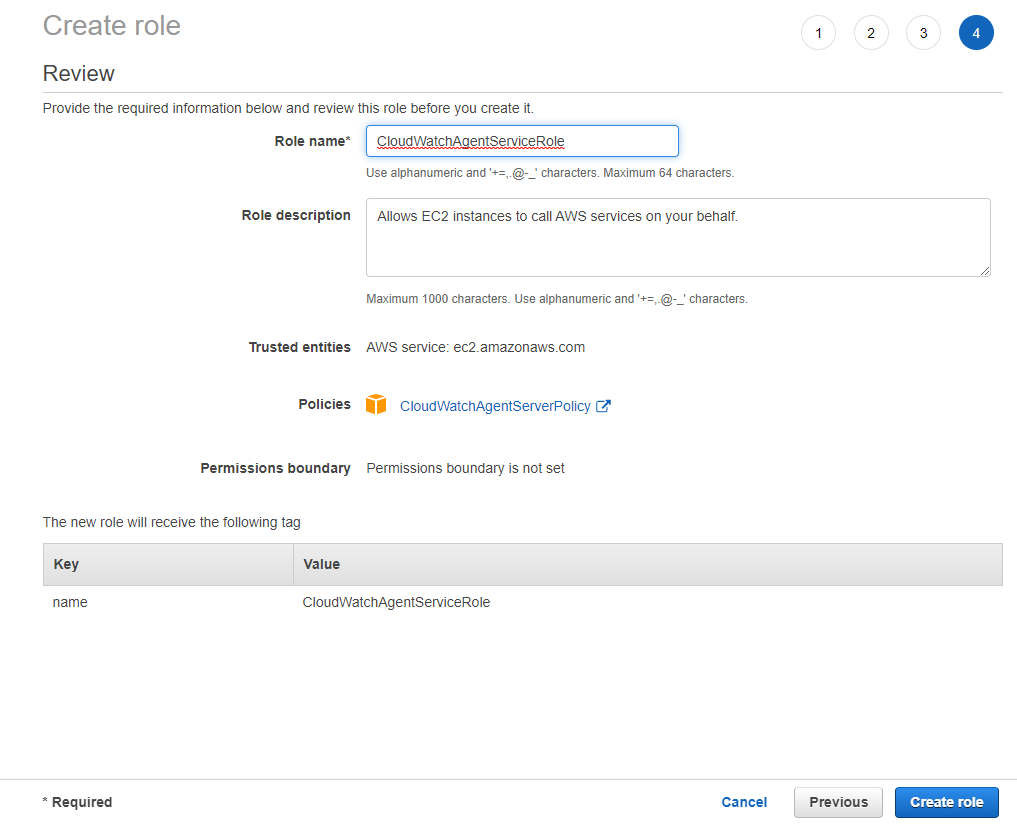 Create role
1 2 3 4
Review
Provide the required information below and review this role before you create it.
Role name* CloudWatchAgentServiceRole
Use alphanumeric and '+=,.@-_' characters. Maximum 64 characters.
Role description Allows EC2 instances to call AWS services on your behalf.
Maximum 1000 characters. Use alphanumeric and '+=,.@-_' characters.
Trusted entities AWS service: ec2.amazonaws.com
Policies CloudWatchAgentServerPolicy
Permissions boundary Permissions boundary is not set
The new role will receive the following tag
Key Value
name CloudWatchAgentServiceRole
* Required Cancel Previous Create role